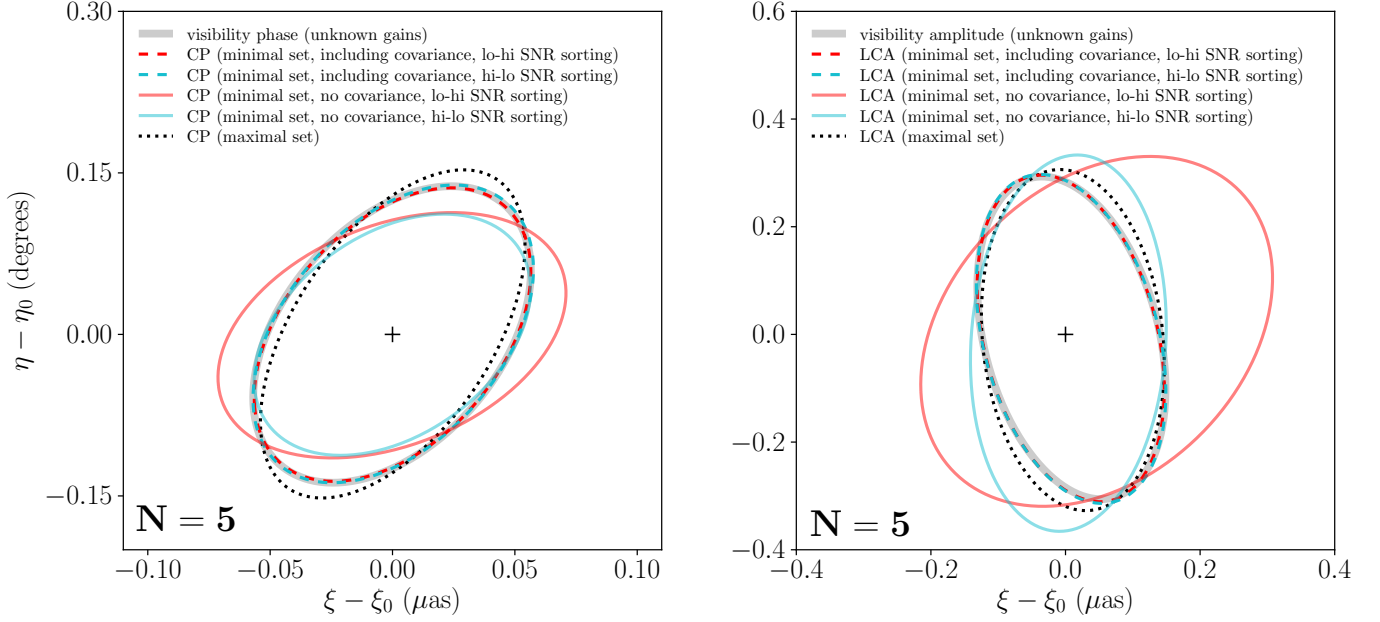 0.30
0.15
0.00
−0.15
η − η₀ (degrees)
visibility phase (unknown gains)
CP (minimal set, including covariance, lo-hi SNR sorting)
CP (minimal set, including covariance, hi-lo SNR sorting)
CP (minimal set, no covariance, lo-hi SNR sorting)
CP (minimal set, no covariance, hi-lo SNR sorting)
CP (maximal set)
N = 5
−0.10
−0.05
0.00
0.05
0.10
ξ − ξ₀ (μas)
0.6
0.4
0.2
0.0
−0.2
−0.4
visibility amplitude (unknown gains)
LCA (minimal set, including covariance, lo-hi SNR sorting)
LCA (minimal set, including covariance, hi-lo SNR sorting)
LCA (minimal set, no covariance, lo-hi SNR sorting)
LCA (minimal set, no covariance, hi-lo SNR sorting)
LCA (maximal set)
N = 5
−0.4
−0.2
0.0
0.2
0.4
ξ − ξ₀ (μas)